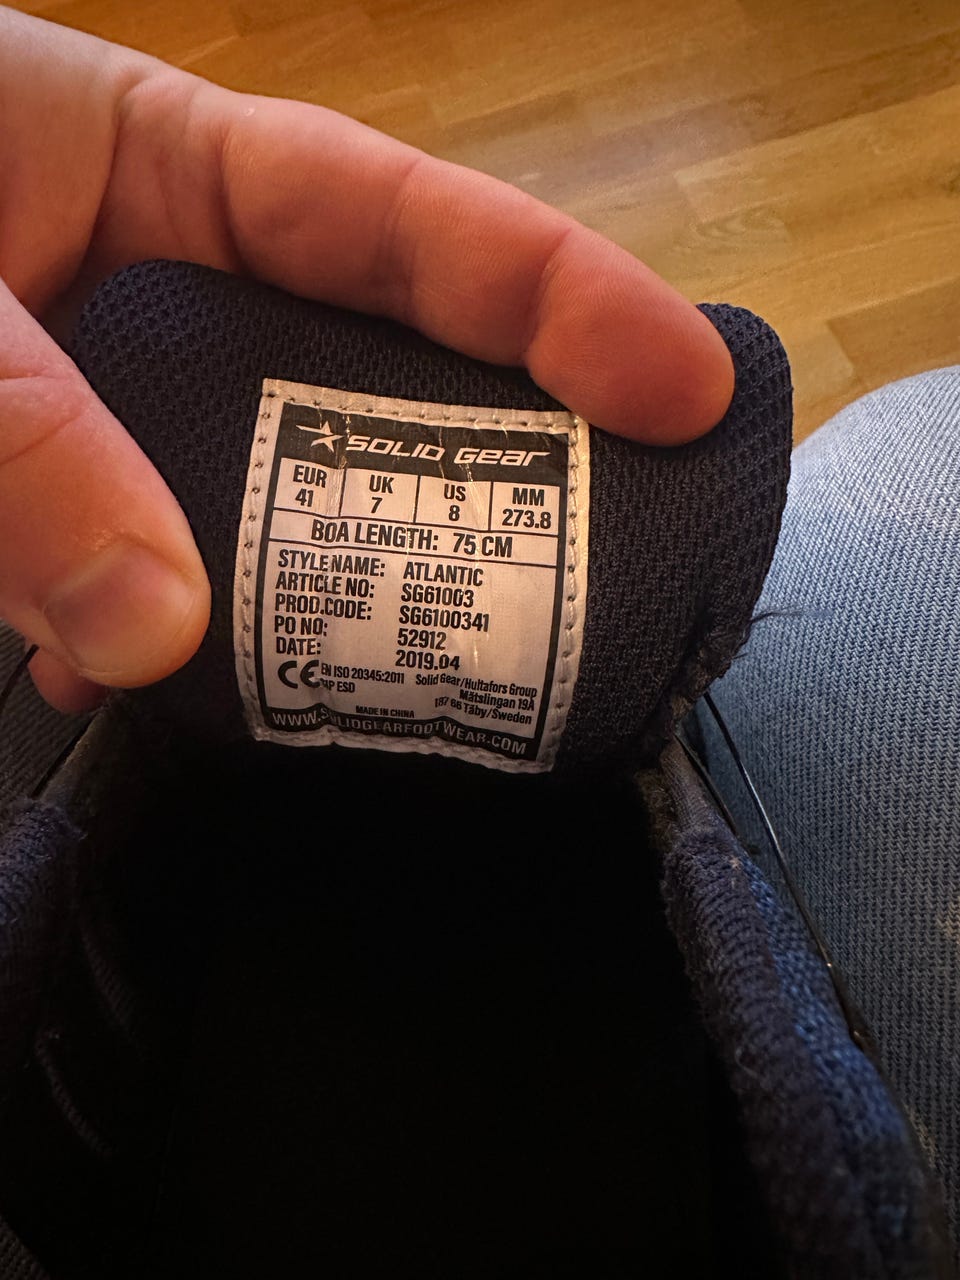 SOLID GEAR
EUR 41 UK 7 US 8 MM 273.8
BOA LENGTH: 75 CM
STYLE NAME: ATLANTIC
ARTICLE NO: SG61003
PROD.CODE: SG6100341
PO NO: 52912
DATE: 2019.04
CE EN ISO 20345:2011 Solid Gear/Hultafors Group
ESD Mätslingan 19A
187 66 Täby/Sweden
MADE IN CHINA
WWW.SOLIDGEARFOOTWEAR.COM